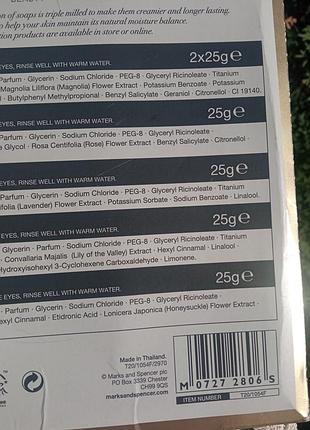 on of soaps is triple milled to make them creamier and longer lasting.
o help your skin maintain its natural moisture balance.
tion products are available in store or online
EYES, RINSE WELL WITH WARM WATER. 2x25g℮
Parfum · Glycerin · Sodium Chloride · PEG-8 · Glyceryl Ricinoleate · Titanium
Magnolia Liliflora (Magnolia) Flower Extract · Potassium Benzoate · Potassium
ol · Butylphenyl Methylpropional · Benzyl Salicylate · Geraniol · Citronellol · CI 19140.
EYES, RINSE WELL WITH WARM WATER. 25g℮
Parfum · Glycerin · Sodium Chloride · PEG-8 · Glyceryl Ricinoleate · Titanium
e Glycol · Rosa Centifolia (Rose) Flower Extract · Benzyl Salicylate · Citronellol ·
E EYES, RINSE WELL WITH WARM WATER. 25g℮
Glycerin · Sodium Chloride · PEG-8 · Glyceryl Ricinoleate · Titanium
ifolia (Lavender) Flower Extract · Potassium Sorbate · Sodium Benzoate · Linalool.
E EYES, RINSE WELL WITH WARM WATER. 25g℮
Glycerin · Parfum · Sodium Chloride · PEG-8 · Glyceryl Ricinoleate · Titanium
· Convallaria Majalis (Lily of the Valley) Extract · Hexyl Cinnamal · Linalool ·
Hydroxyisohexyl 3-Cyclohexene Carboxaldehyde · Limonene.
E EYES, RINSE WELL WITH WARM WATER. 25g℮
Parfum · Glycerin · Sodium Chloride · PEG-8 · Glyceryl Ricinoleate ·
exyl Cinnamal · Etidronic Acid · Lonicera Japonica (Honeysuckle) Flower Extract ·
Made in Thailand.
T20/1054F/2970
© Marks and Spencer plc
PO Box 3339 Chester
CH99 9QS
marksandspencer.com
M 0727 2806 S
ITEM NUMBER T20/1054F